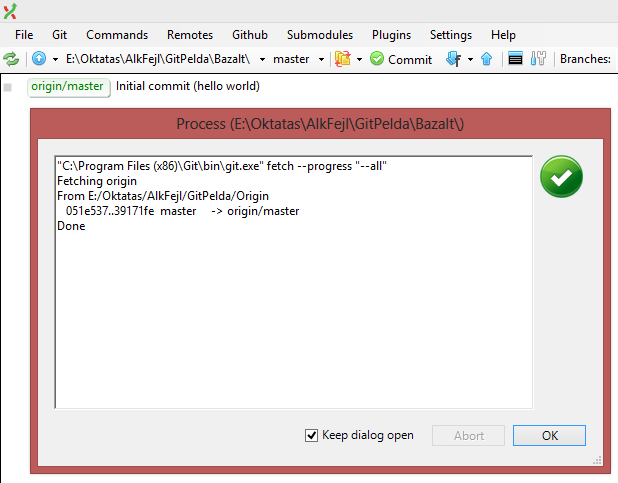 File Git Commands Remotes Github Submodules Plugins Settings Help
E:\Oktatas\AlkFejl\GitPelda\Bazalt\ master Commit Branches:
origin/master Initial commit (hello world)
Process (E:\Oktatas\AlkFejl\GitPelda\Bazalt\)
"C:\Program Files (x86)\Git\bin\git.exe" fetch --progress "--all"
Fetching origin
From E:/Oktatas/AlkFejl/GitPelda/Origin
051e537..39171fe master -> origin/master
Done
Keep dialog open Abort OK